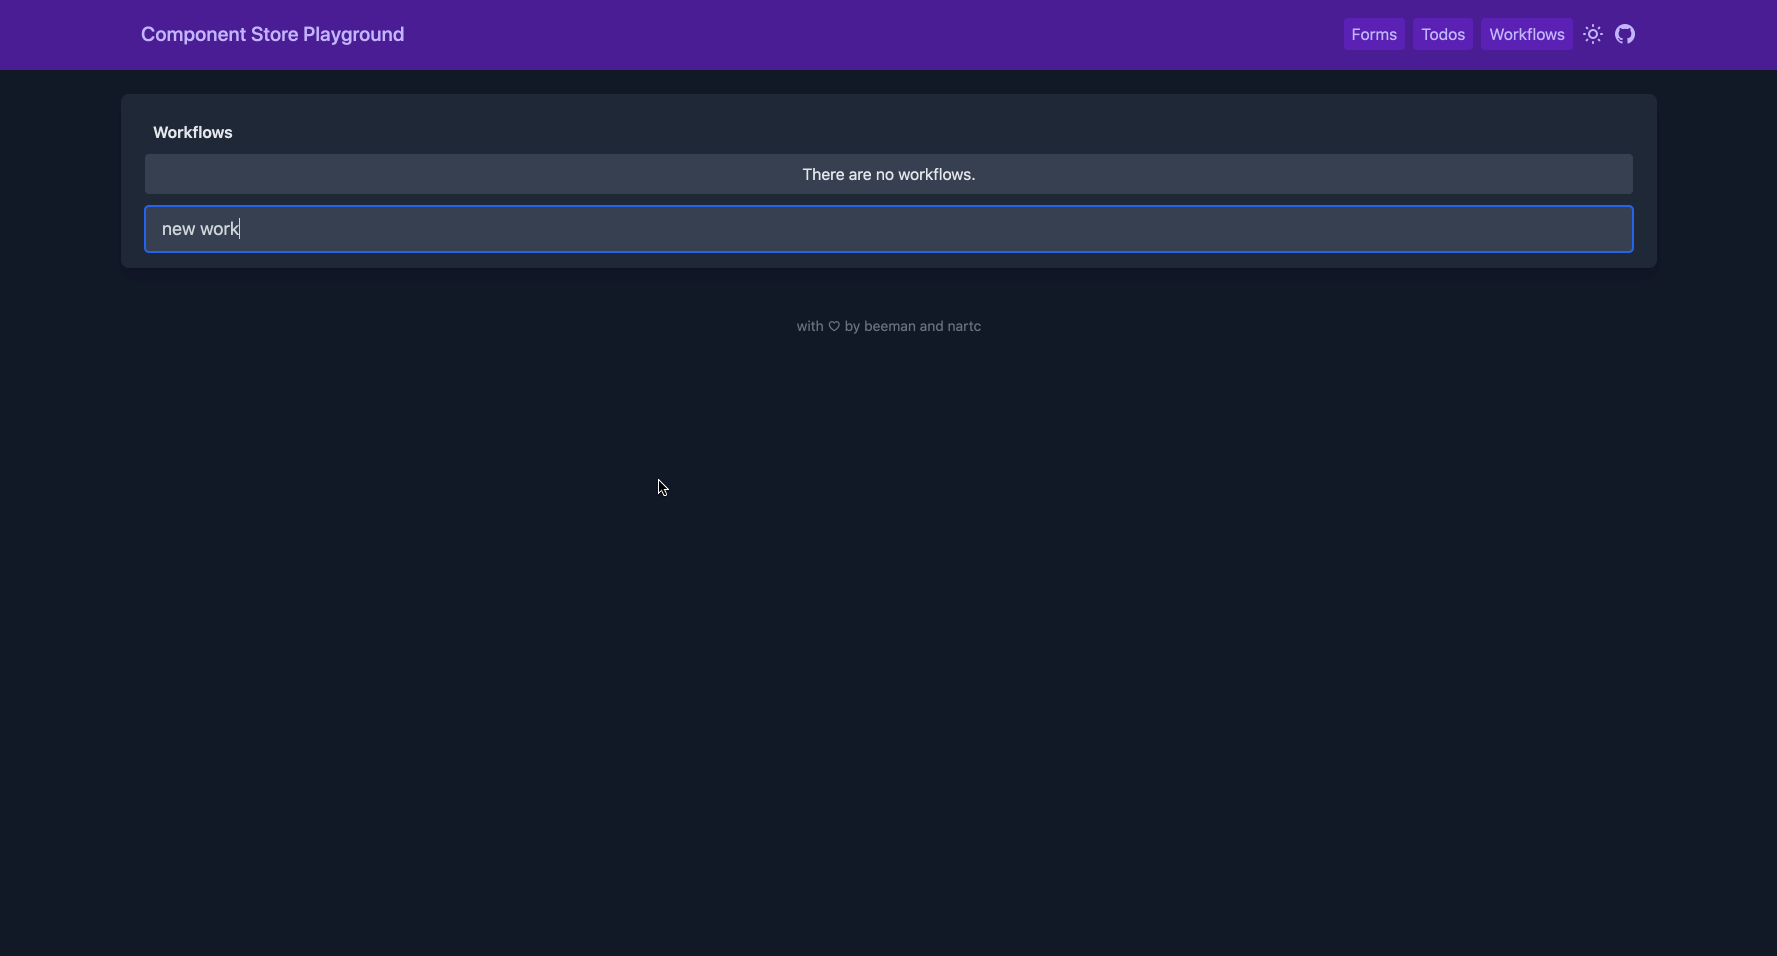 Component Store Playground
Forms Todos Workflows
Workflows
There are no workflows.
new work
with ♡ by beeman and nartc